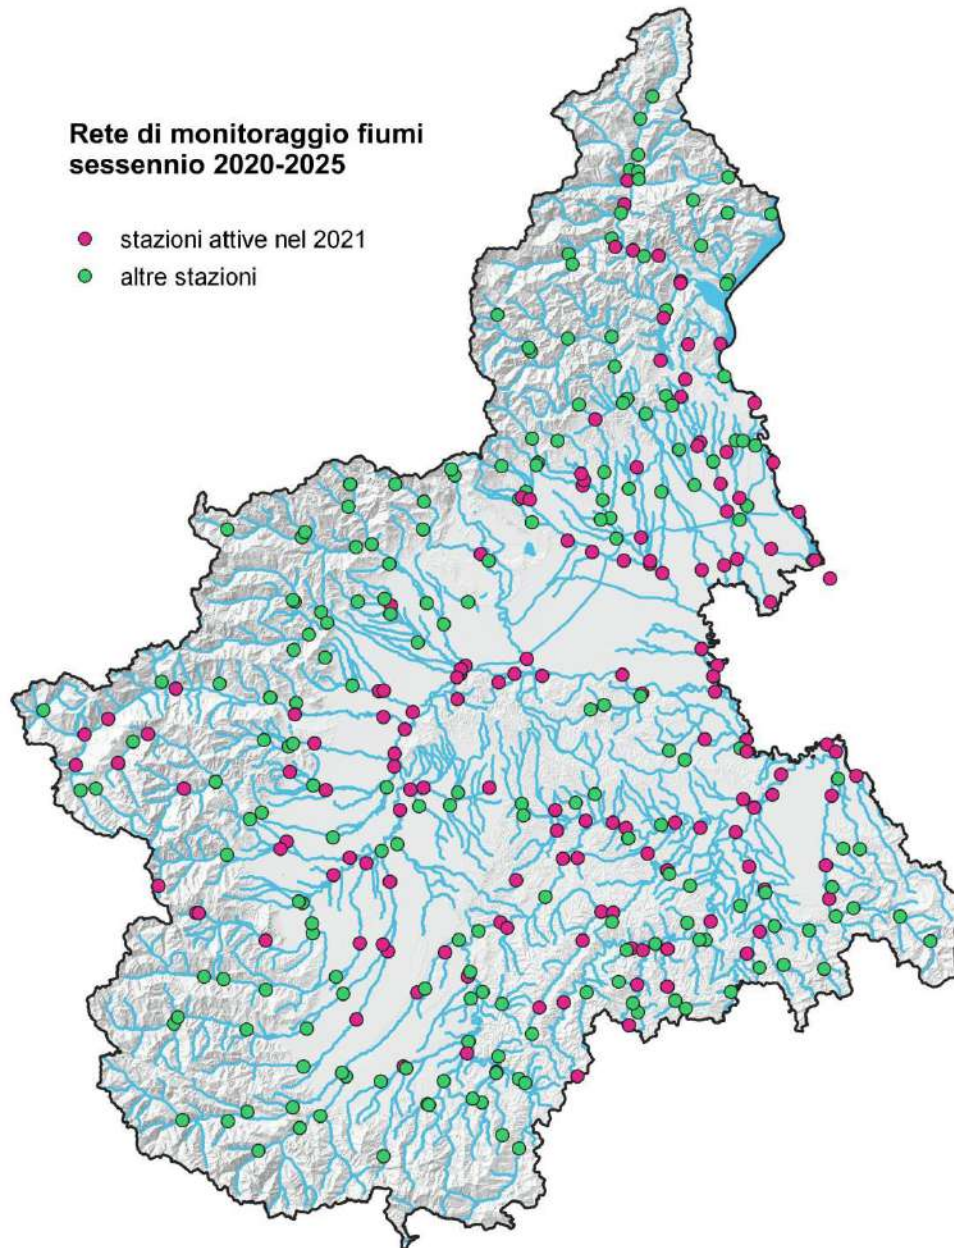 Rete di monitoraggio fiumi
sessennio 2020-2025
stazioni attive nel 2021
altre stazioni